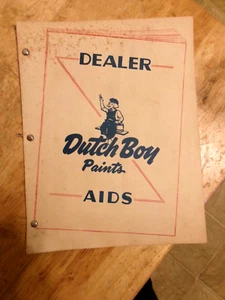 DEALER
Dutch Boy
Paints
AIDS